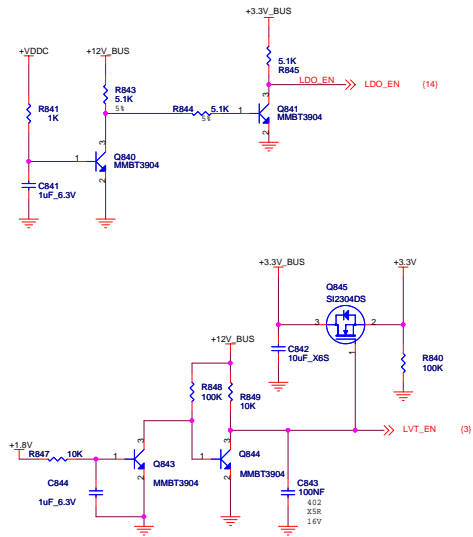 +3.3V_BUS
+VDDC
+12V_BUS
5.1K
R845
LDO_EN
LDO_EN
{14}
R843
5.1K
5%
R841
1K
R844
5.1K
5%
3
1
2
Q841
MMBT3904
3
1
2
Q840
MMBT3904
C841
1uF_6.3V
+3.3V_BUS
+3.3V
Q845
SI2304DS
3
2
1
+12V_BUS
C842
10uF_X6S
R840
100K
R848
100K
R849
10K
LVT_EN
{3}
+1.8V
R847
10K
3
1
2
Q843
MMBT3904
3
1
2
Q844
MMBT3904
C844
1uF_6.3V
C843
100NF
402
X5R
16V